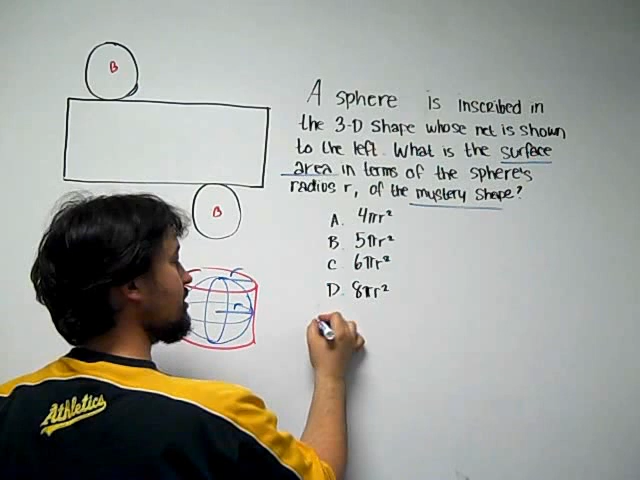 B
A sphere is inscribed in
the 3-D shape whose net is shown
to the left. What is the surface
area in terms of the sphere's
radius r, of the mystery shape?
B
A. 4πr²
B. 5πr²
C. 6πr²
D. 8πr²
r
r
Athletics